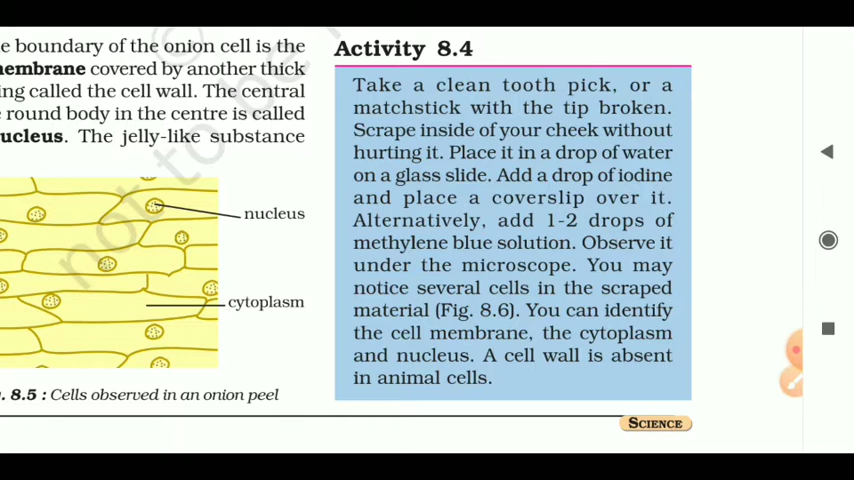 e boundary of the onion cell is the
membrane covered by another thick
ing called the cell wall. The central
e round body in the centre is called
ucleus. The jelly-like substance
nucleus
cytoplasm
. 8.5 : Cells observed in an onion peel
Activity 8.4
Take a clean tooth pick, or a
matchstick with the tip broken.
Scrape inside of your cheek without
hurting it. Place it in a drop of water
on a glass slide. Add a drop of iodine
and place a coverslip over it.
Alternatively, add 1-2 drops of
methylene blue solution. Observe it
under the microscope. You may
notice several cells in the scraped
material (Fig. 8.6). You can identify
the cell membrane, the cytoplasm
and nucleus. A cell wall is absent
in animal cells.
SCIENCE
not to be